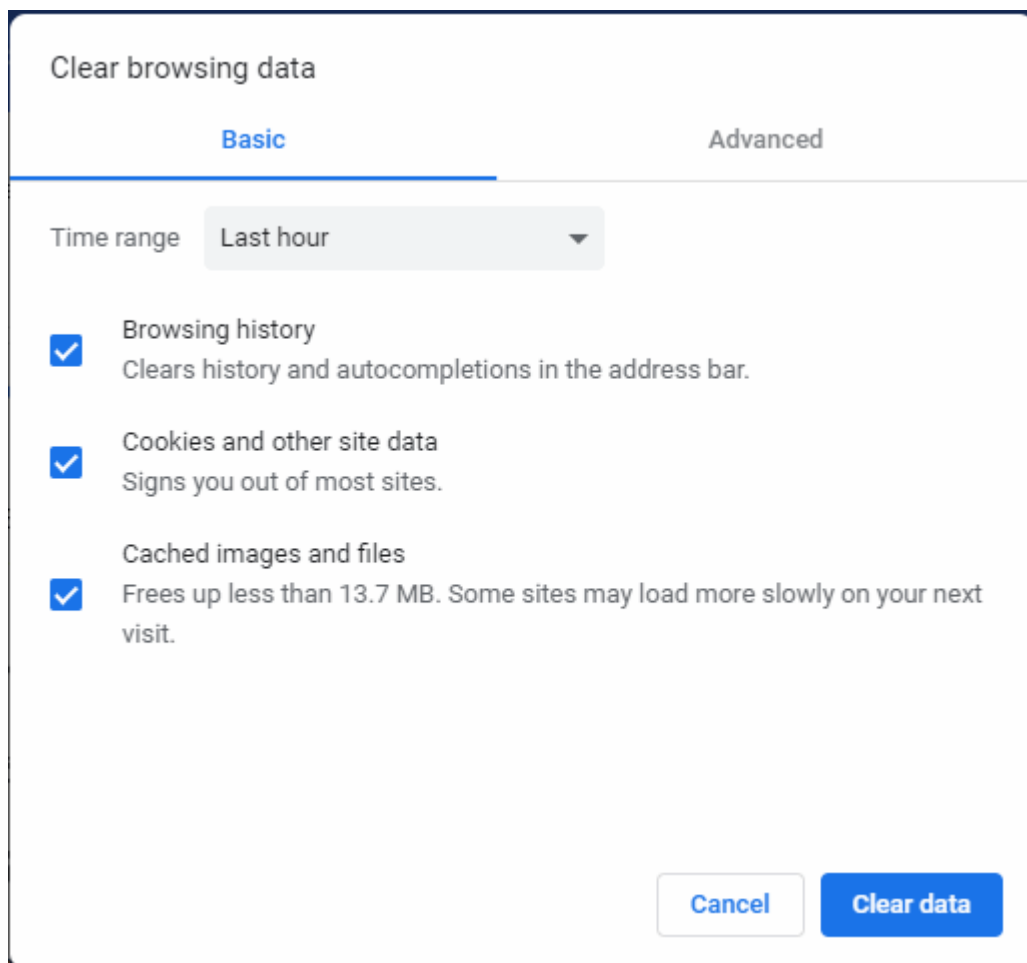 Clear browsing data
Basic
Advanced
Time range
Last hour
Browsing history
Clears history and autocompletions in the address bar.
Cookies and other site data
Signs you out of most sites.
Cached images and files
Frees up less than 13.7 MB. Some sites may load more slowly on your next
visit.
Cancel
Clear data